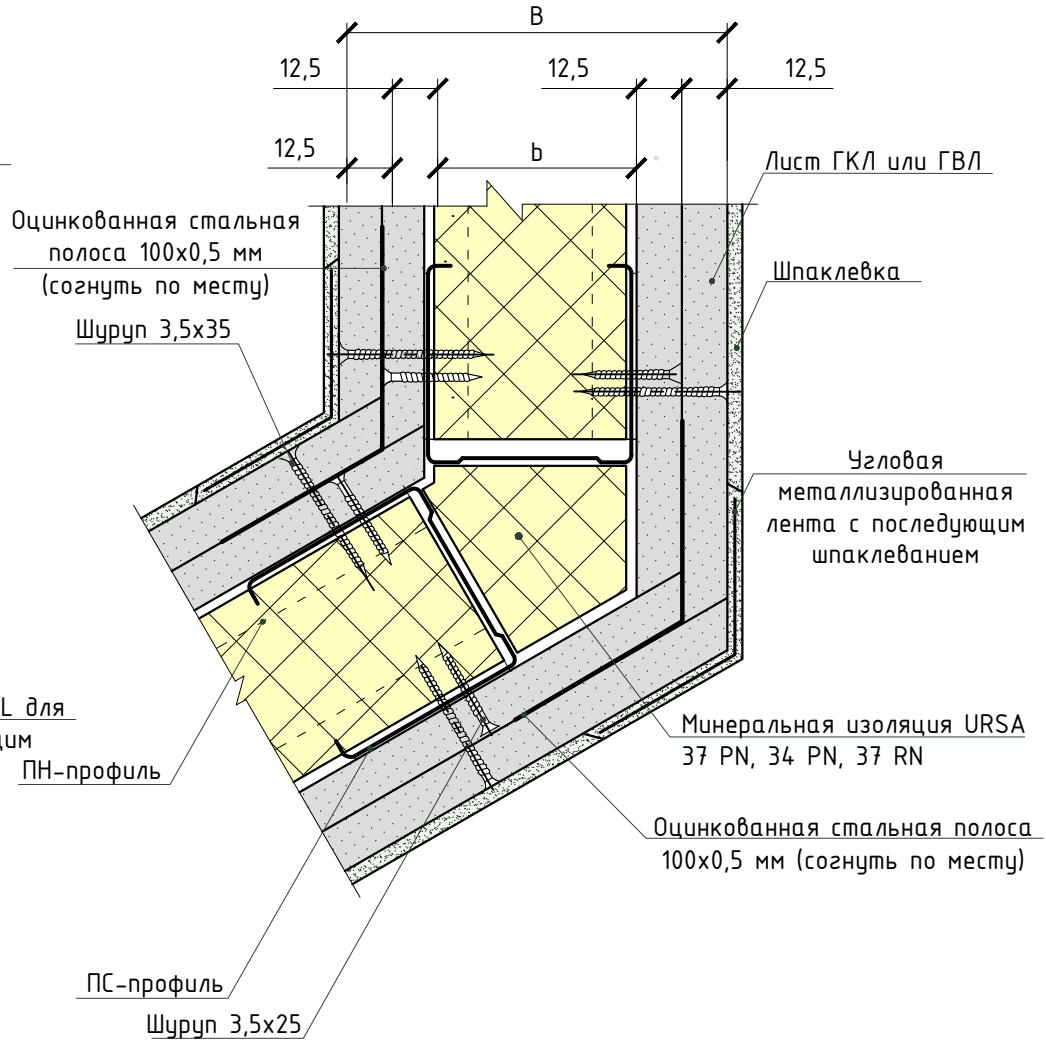 B
12,5
12,5
12,5
12,5
b
Лист ГКЛ или ГВЛ
Оцинкованная стальная
полоса 100х0,5 мм
(согнуть по месту)
Шпаклевка
Шуруп 3,5х35
Угловая
металлизированная
лента с последующим
шпаклеванием
L для
щим
ПН-профиль
Минеральная изоляция URSA
37 PN, 34 PN, 37 RN
Оцинкованная стальная полоса
100х0,5 мм (согнуть по месту)
ПС-профиль
Шуруп 3,5х25